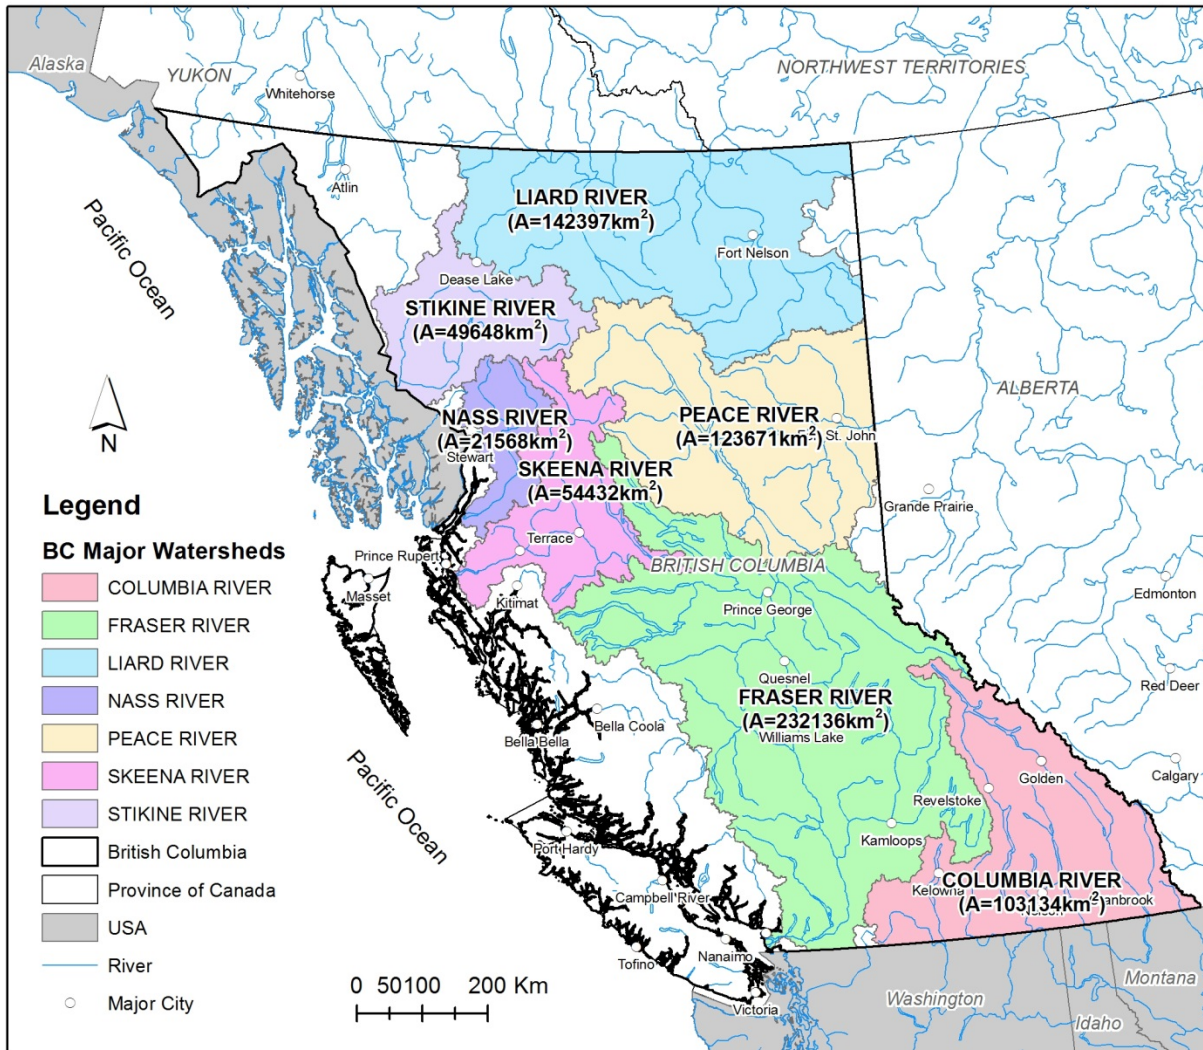 Alaska
YUKON
NORTHWEST TERRITORIES
Whitehorse
Atlin
Pacific Ocean
LIARD RIVER
(A=142397km²)
Fort Nelson
Dease Lake
STIKINE RIVER
(A=49648km²)
ALBERTA
N
NASS RIVER
(A=21568km²)
Stewart
PEACE RIVER
(A=123671km²)
St. John
SKEENA RIVER
(A=54432km²)
Grande Prairie
Terrace
Prince Rupert
BRITISH COLUMBIA
Masset
Kitimat
Prince George
Edmonton
Quesnel
Red Deer
FRASER RIVER
(A=232136km²)
Williams Lake
Bella Coola
Bella Bella
Golden
Calgary
Revelstoke
Pacific Ocean
Port Hardy
Kamloops
COLUMBIA RIVER
(A=103134km²)
Kelowna
Nelson
anbrook
Campbell River
Nanaimo
Tofino
Victoria
Washington
Montana
Idaho
Legend
BC Major Watersheds
COLUMBIA RIVER
FRASER RIVER
LIARD RIVER
NASS RIVER
PEACE RIVER
SKEENA RIVER
STIKINE RIVER
British Columbia
Province of Canada
USA
River
Major City
0 50 100 200 Km